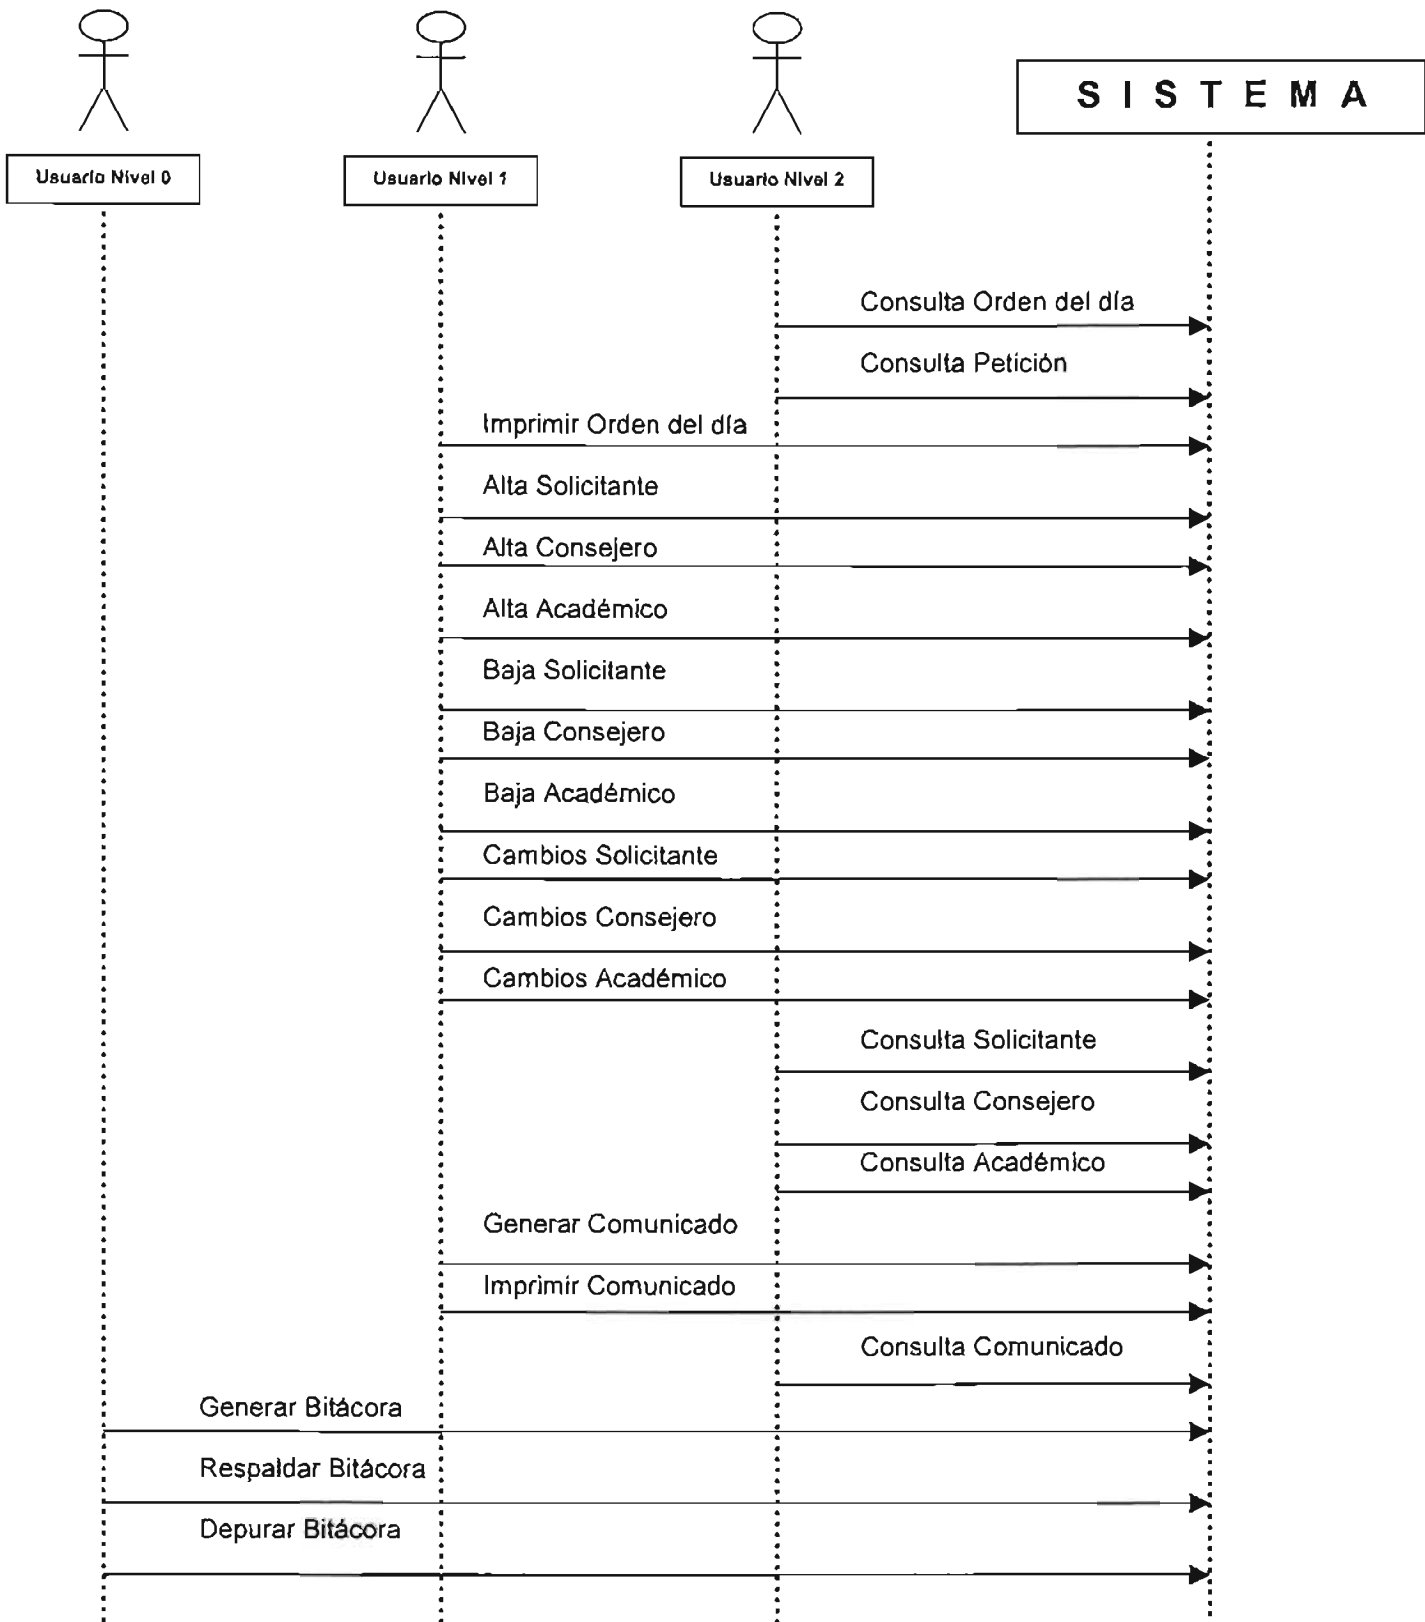 S I S T E M A
Usuario Nivel 0
Usuario Nivel 1
Usuario Nivel 2
Consulta Orden del día
Consulta Petición
Imprimir Orden del día
Alta Solicitante
Alta Consejero
Alta Académico
Baja Solicitante
Baja Consejero
Baja Académico
Cambios Solicitante
Cambios Consejero
Cambios Académico
Consulta Solicitante
Consulta Consejero
Consulta Académico
Generar Comunicado
Imprimir Comunicado
Consulta Comunicado
Generar Bitácora
Respaldar Bitácora
Depurar Bitácora